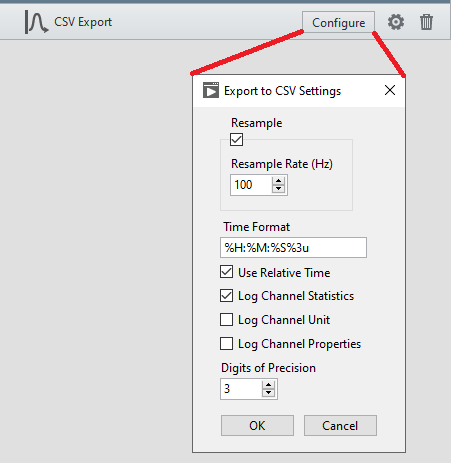 CSV Export
Configure
Export to CSV Settings
Resample
Resample Rate (Hz)
100
Time Format
%H:%M:%S%3u
Use Relative Time
Log Channel Statistics
Log Channel Unit
Log Channel Properties
Digits of Precision
3
OK Cancel